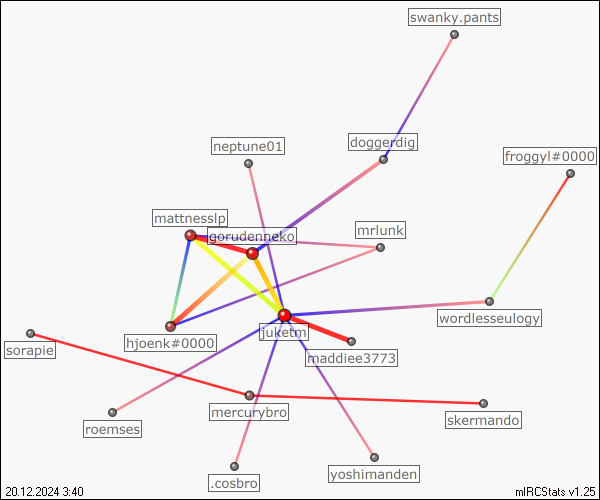 swanky.pants
neptune01
doggerdig
froggyl#0000
mattnesslp
gorudenneko
mrlunk
sorapie
hjoenk#0000
juketm
wordlesseulogy
maddiee3773
roemses
mercurybro
skermando
.cosbro
yoshimanden
20.12.2024 3:40
mIRCStats v1.25